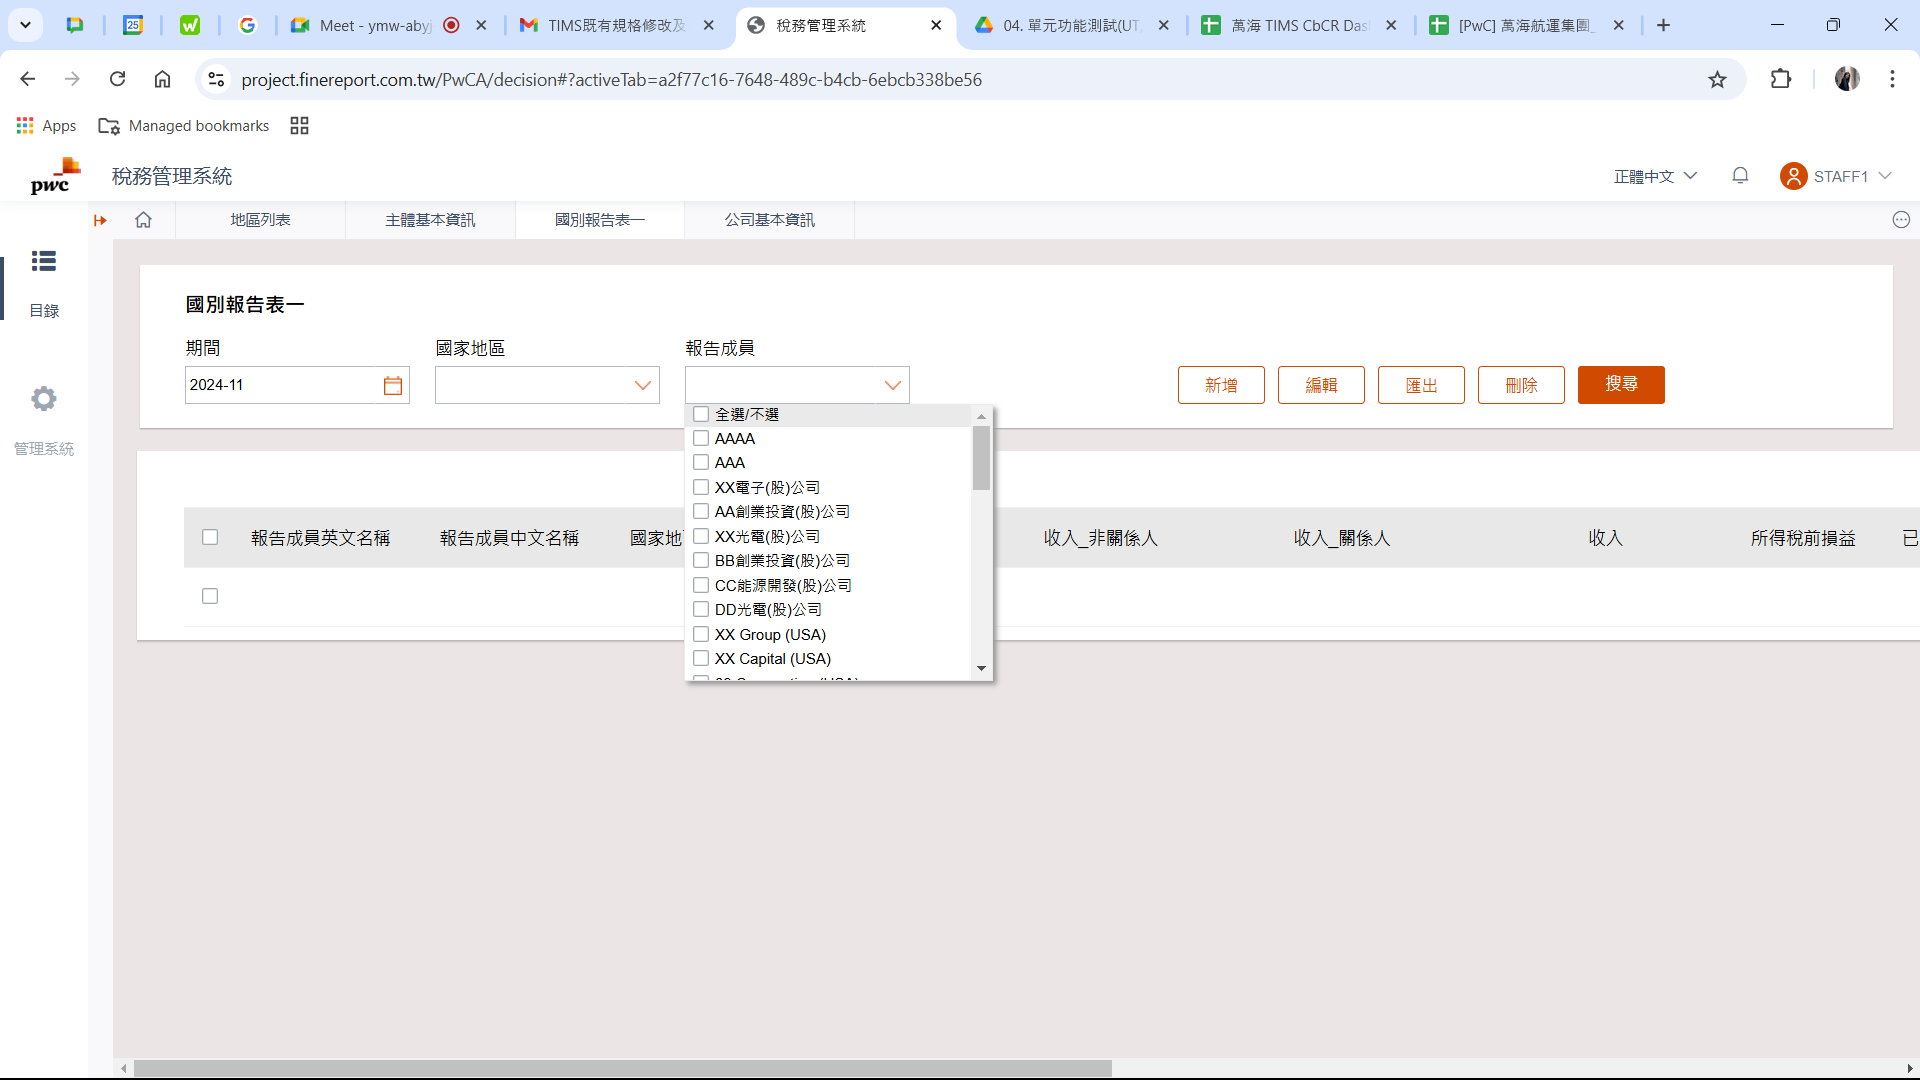 Meet - ymw-abyj
TIMS既有規格修改及
稅務管理系統
04. 單元功能測試(UT
萬海 TIMS CbCR Das
[PwC] 萬海航運集團_
project.finereport.com.tw/PwCA/decision#?activeTab=a2f77c16-7648-489c-b4cb-6ebcb338be56
Apps
Managed bookmarks
pwc
稅務管理系統
正體中文
STAFF1
地區列表
主體基本資訊
國別報告表一
公司基本資訊
目錄
管理系統
國別報告表一
期間
國家地區
報告成員
2024-11
新增
編輯
匯出
刪除
搜尋
全選/不選
AAAA
AAA
XX電子(股)公司
AA創業投資(股)公司
XX光電(股)公司
BB創業投資(股)公司
CC能源開發(股)公司
DD光電(股)公司
XX Group (USA)
XX Capital (USA)
報告成員英文名稱
報告成員中文名稱
國家地
收入_非關係人
收入_關係人
收入
所得稅前損益
已